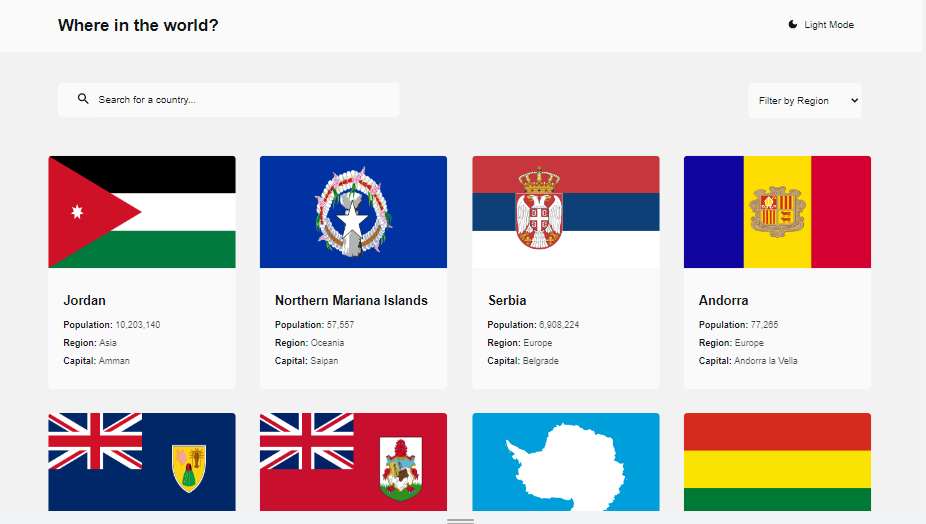 Where in the world?
Light Mode
Search for a country...
Filter by Region
Jordan
Population: 10,203,140
Region: Asia
Capital: Amman
Northern Mariana Islands
Population: 57,557
Region: Oceania
Capital: Saipan
Serbia
Population: 6,908,224
Region: Europe
Capital: Belgrade
Andorra
Population: 77,265
Region: Europe
Capital: Andorra la Vella